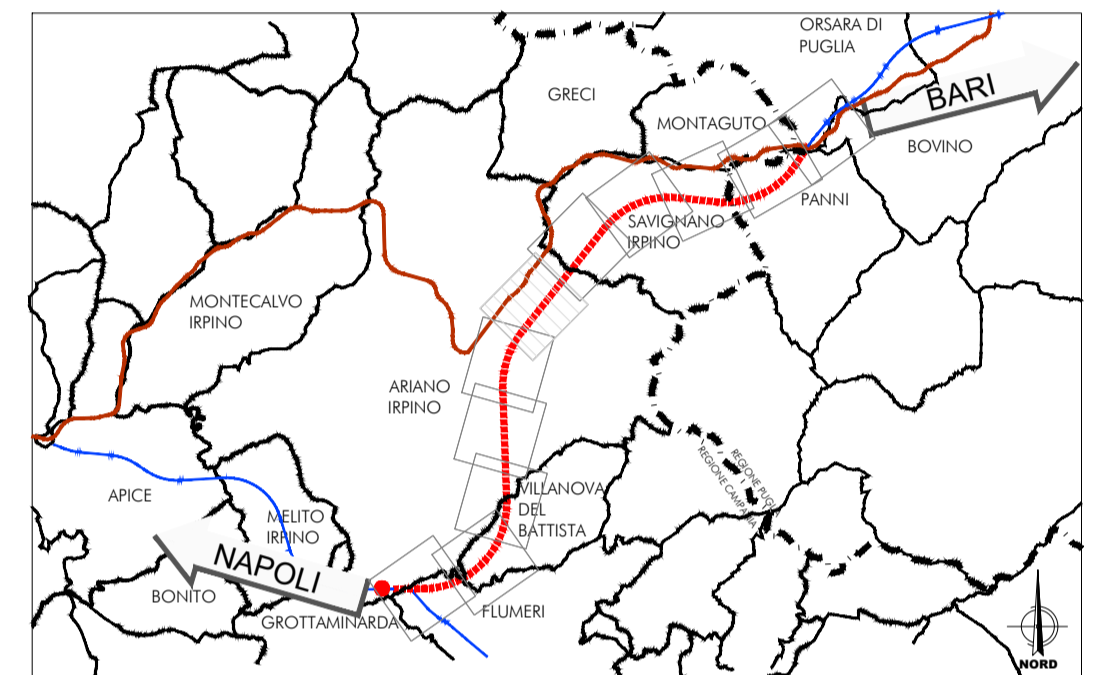 ORSARA DI
PUGLIA
GRECI
BARI
MONTAGUTO
BOVINO
PANNI
SAVIGNANO
IRPINO
MONTECALVO
IRPINO
ARIANO
IRPINO
REGIONE PUGLIA
REGIONE CAMPANIA
APICE
VILLANOVA
DEL
BATTISTA
MELITO
IRPINO
NAPOLI
BONITO
FLUMERI
GROTTAMINARDA
NORD